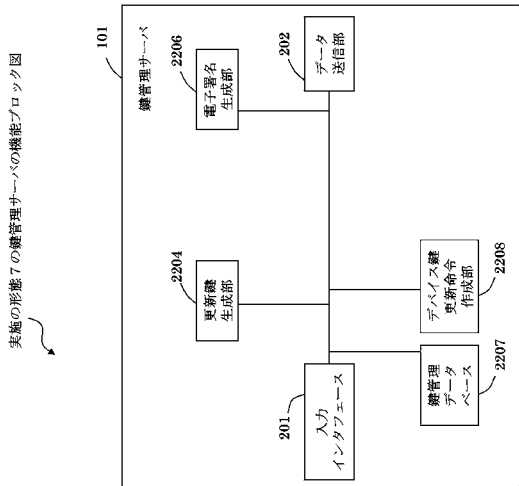 実施の形態7の鍵管理サーバの機能ブロック図
101
鍵管理サーバ
2204
更新鍵
生成部
2206
電子署名
生成部
201
入力
インタフェース
202
データ
送信部
鍵管理
データ
ベース
2207
デバイス鍵
更新命令
作成部
2208